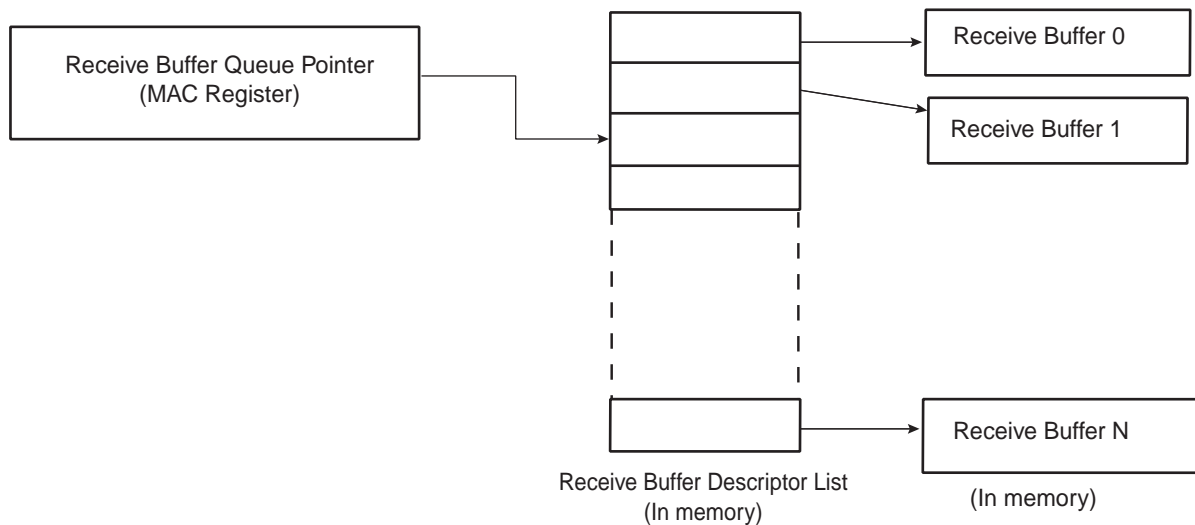 Receive Buffer Queue Pointer
(MAC Register)
Receive Buffer 0
Receive Buffer 1
Receive Buffer N
Receive Buffer Descriptor List
(In memory)
(In memory)